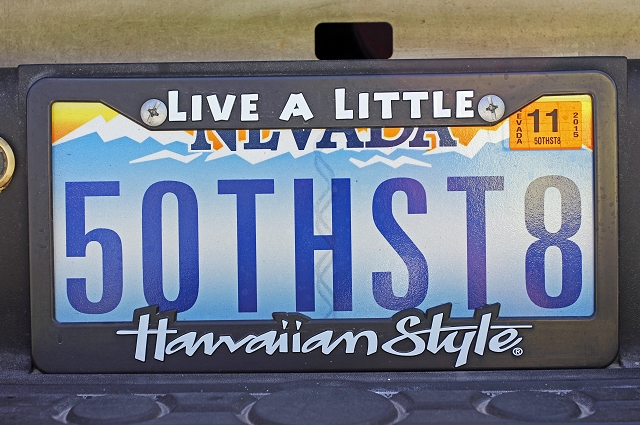 LIVE A LITTLE
NEVADA
NEVADA 11 2015
50THST8
50THST8
Hawaiian Style®